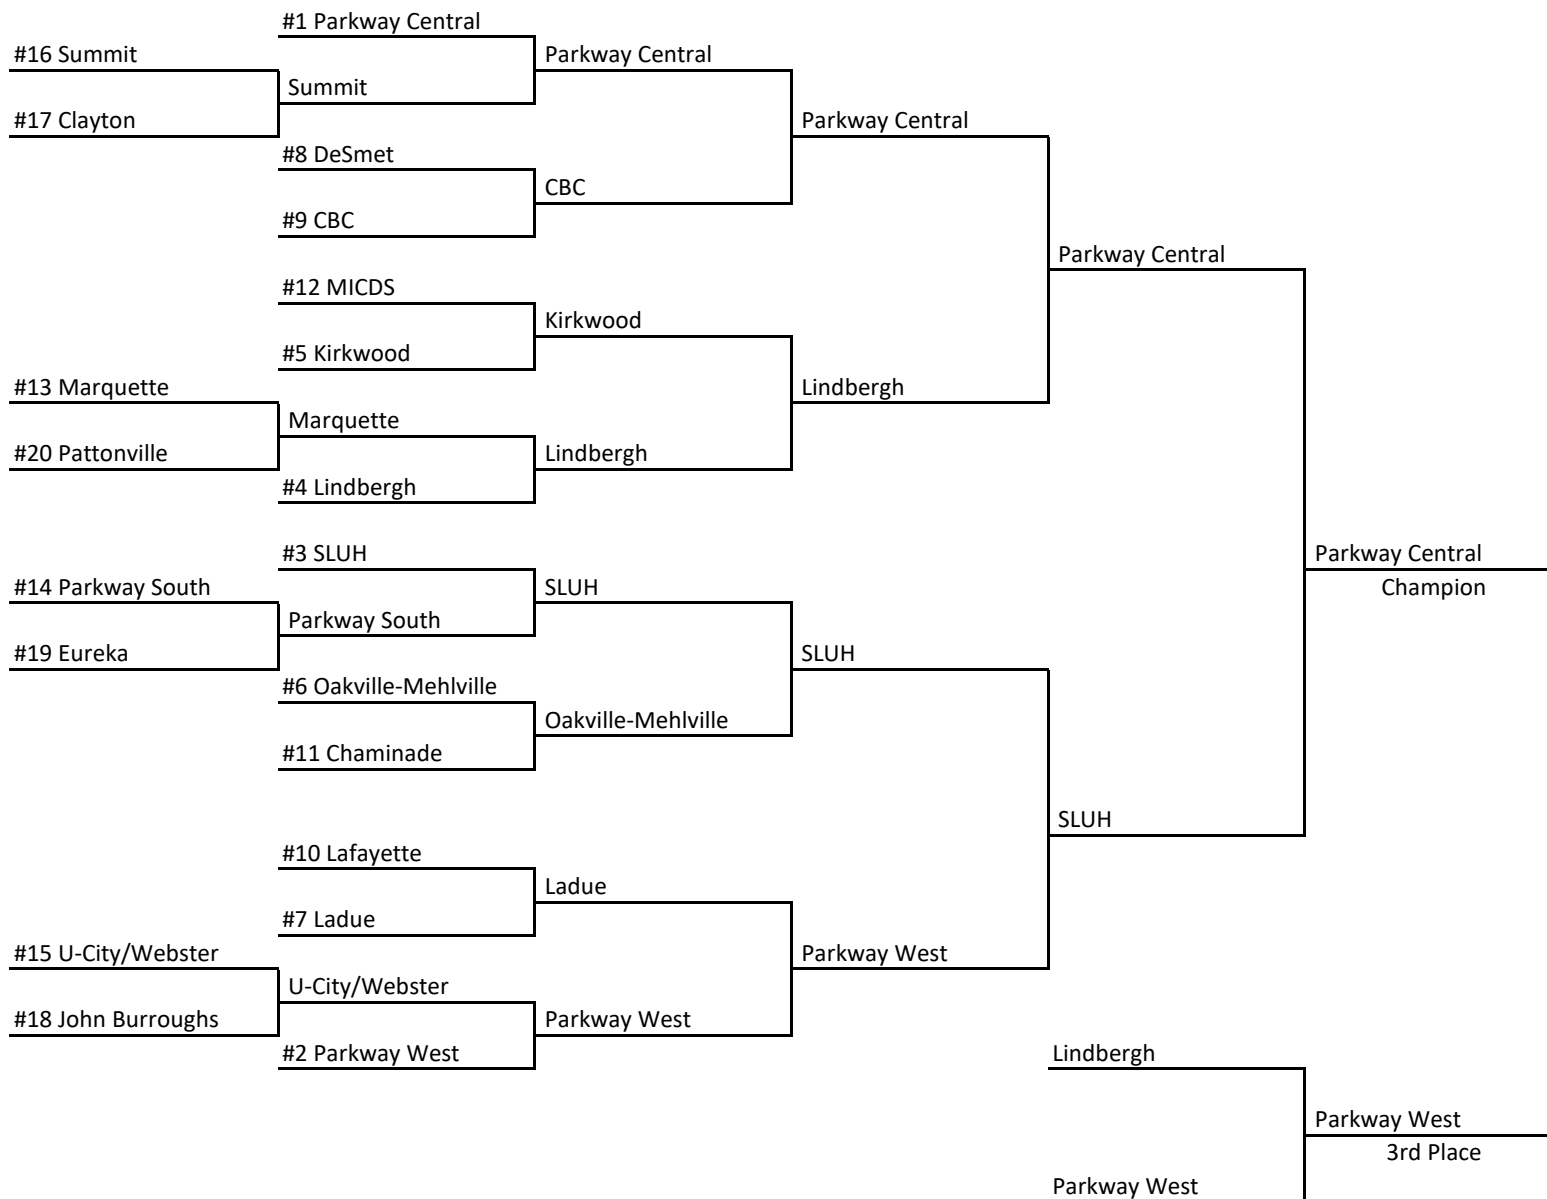 #1 Parkway Central
#16 Summit
Parkway Central
Summit
#17 Clayton
Parkway Central
#8 DeSmet
CBC
#9 CBC
Parkway Central
#12 MICDS
Kirkwood
#5 Kirkwood
#13 Marquette
Lindbergh
Marquette
#20 Pattonville
Lindbergh
#4 Lindbergh
#3 SLUH
Parkway Central
#14 Parkway South
SLUH
Champion
Parkway South
#19 Eureka
SLUH
#6 Oakville-Mehlville
Oakville-Mehlville
#11 Chaminade
SLUH
#10 Lafayette
Ladue
#7 Ladue
#15 U-City/Webster
Parkway West
U-City/Webster
#18 John Burroughs
Parkway West
#2 Parkway West
Lindbergh
Parkway West
3rd Place
Parkway West